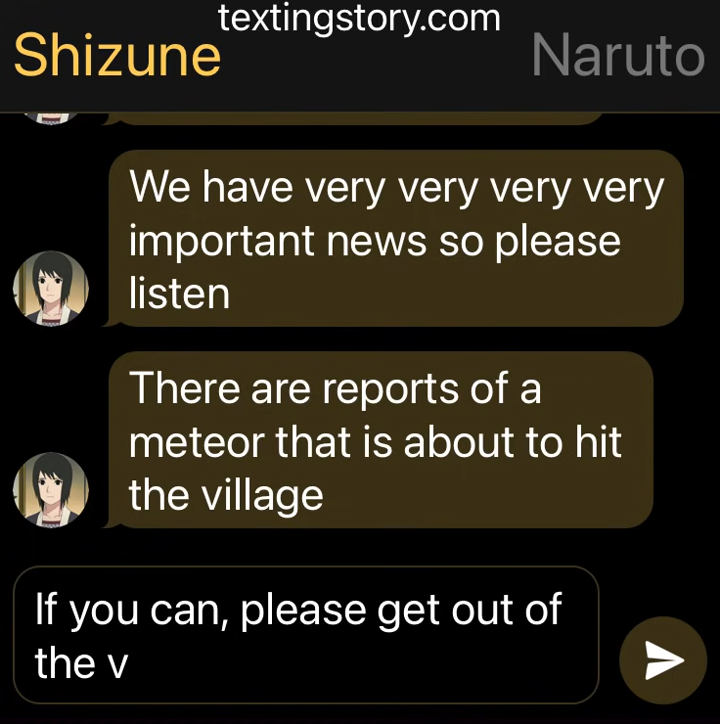 textingstory.com
Shizune
Naruto
We have very very very very
important news so please
listen
There are reports of a
meteor that is about to hit
the village
If you can, please get out of
the v